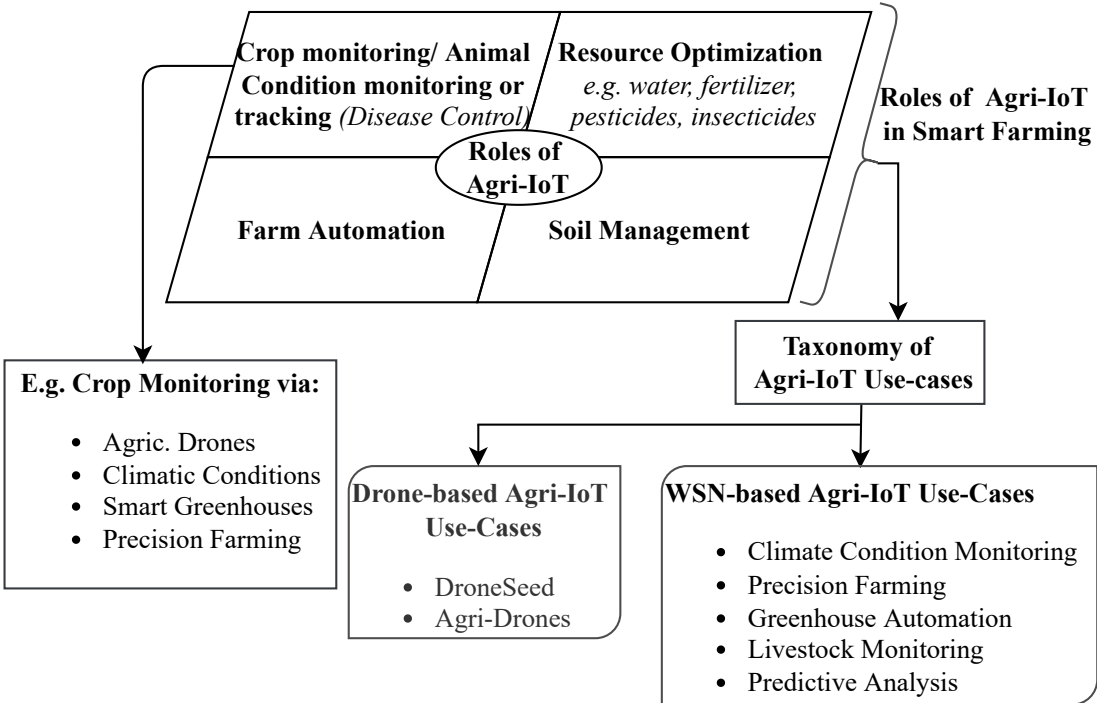 Crop monitoring/ Animal
Condition monitoring or
tracking (Disease Control)
Resource Optimization
e.g. water, fertilizer,
pesticides, insecticides
Roles of
Agri-IoT
Farm Automation
Soil Management
Roles of Agri-IoT
in Smart Farming
Taxonomy of
Agri-IoT Use-cases
E.g. Crop Monitoring via:
• Agric. Drones
• Climatic Conditions
• Smart Greenhouses
• Precision Farming
Drone-based Agri-IoT
Use-Cases
• DroneSeed
• Agri-Drones
WSN-based Agri-IoT Use-Cases
• Climate Condition Monitoring
• Precision Farming
• Greenhouse Automation
• Livestock Monitoring
• Predictive Analysis